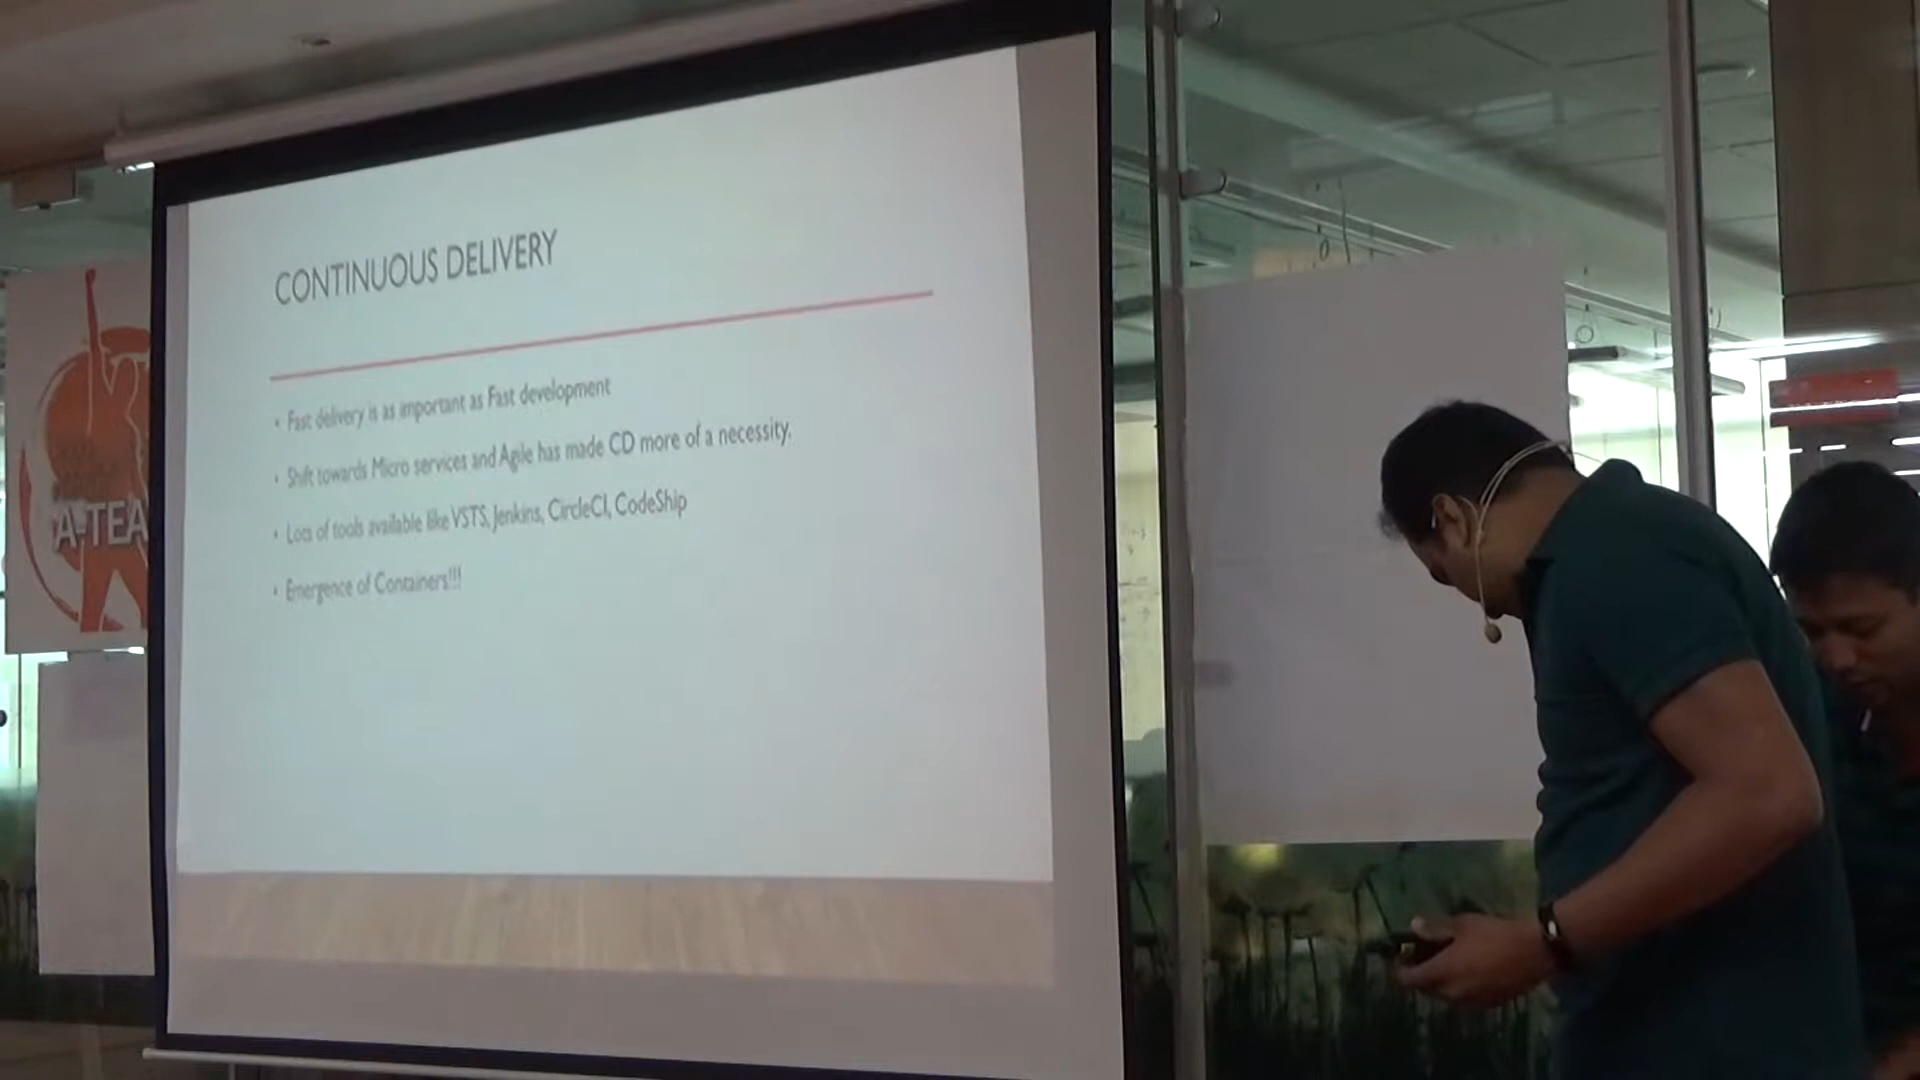 CONTINUOUS DELIVERY
• Fast delivery is as important as Fast development
• Shift towards Micro services and Agile has made CD more of a necessity.
• Lots of tools available like VSTS, Jenkins, CircleCI, CodeShip
• Emergence of Containers!!!
A-TEA